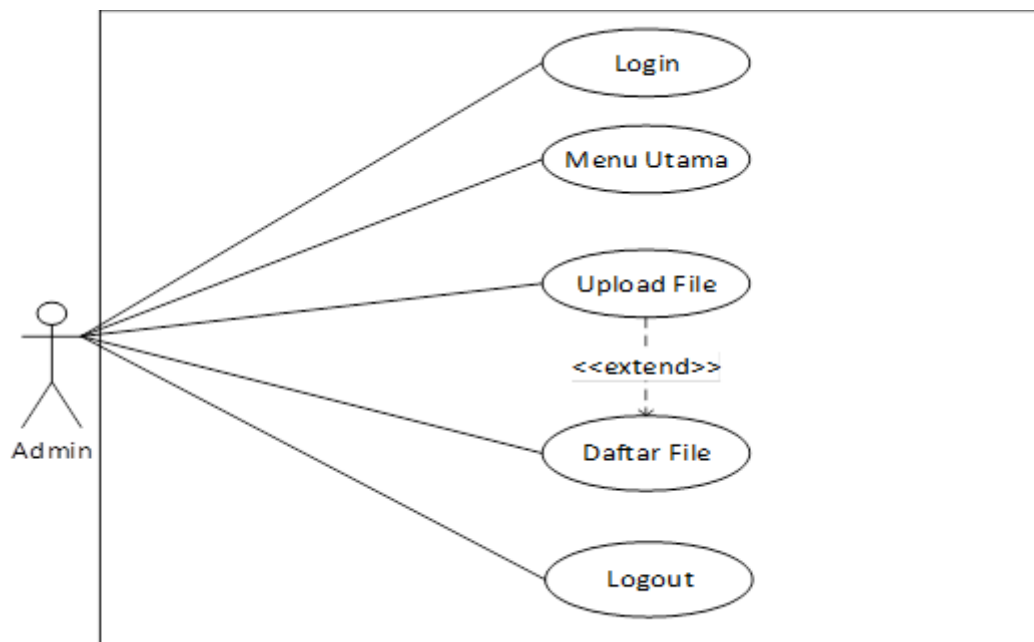 Login
Menu Utama
Upload File
<<extend>>
Daftar File
Logout
Admin